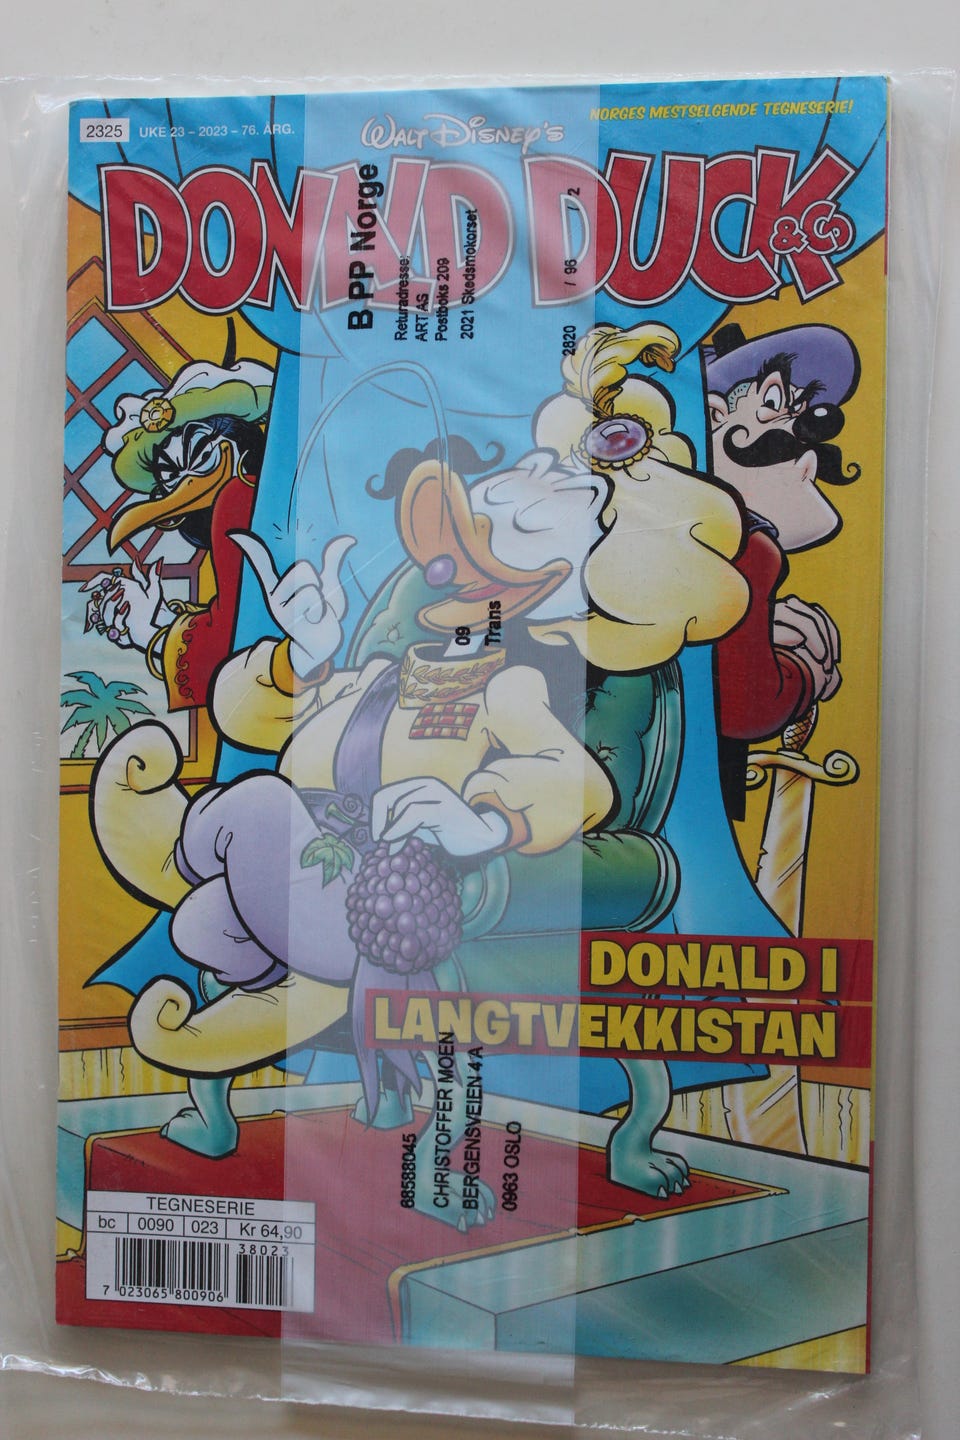 2325 UKE 23 – 2023 – 76. ÅRG.
NORGES MESTSELGENDE TEGNESERIE!
WALT DISNEY'S
DONALD DUCK
& Co
B PP Norge
Returadresse:
ART AS
Postboks 209
2021 Skedsmokorset
2820 / 96 / 2
09
Trans
DONALD I
LANGTVEKKISTAN
68588045
CHRISTOFFER MOEN
BERGENSVEIEN 4 A
0963 OSLO
TEGNESERIE
bc 0090 023 Kr 64,90
38023
7 023065 800906